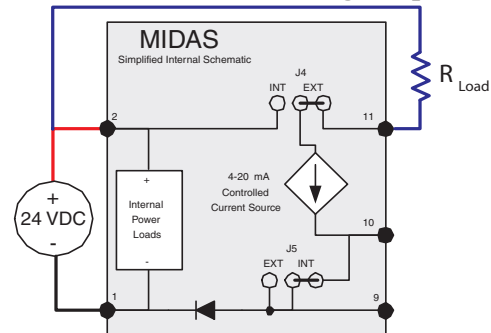 MIDAS
Simplified Internal Schematic
J4
INT EXT
R Load
2
11
+
Internal
Power
Loads
-
4-20 mA
Controlled
Current Source
+
24 VDC
-
10
J5
EXT INT
1
9